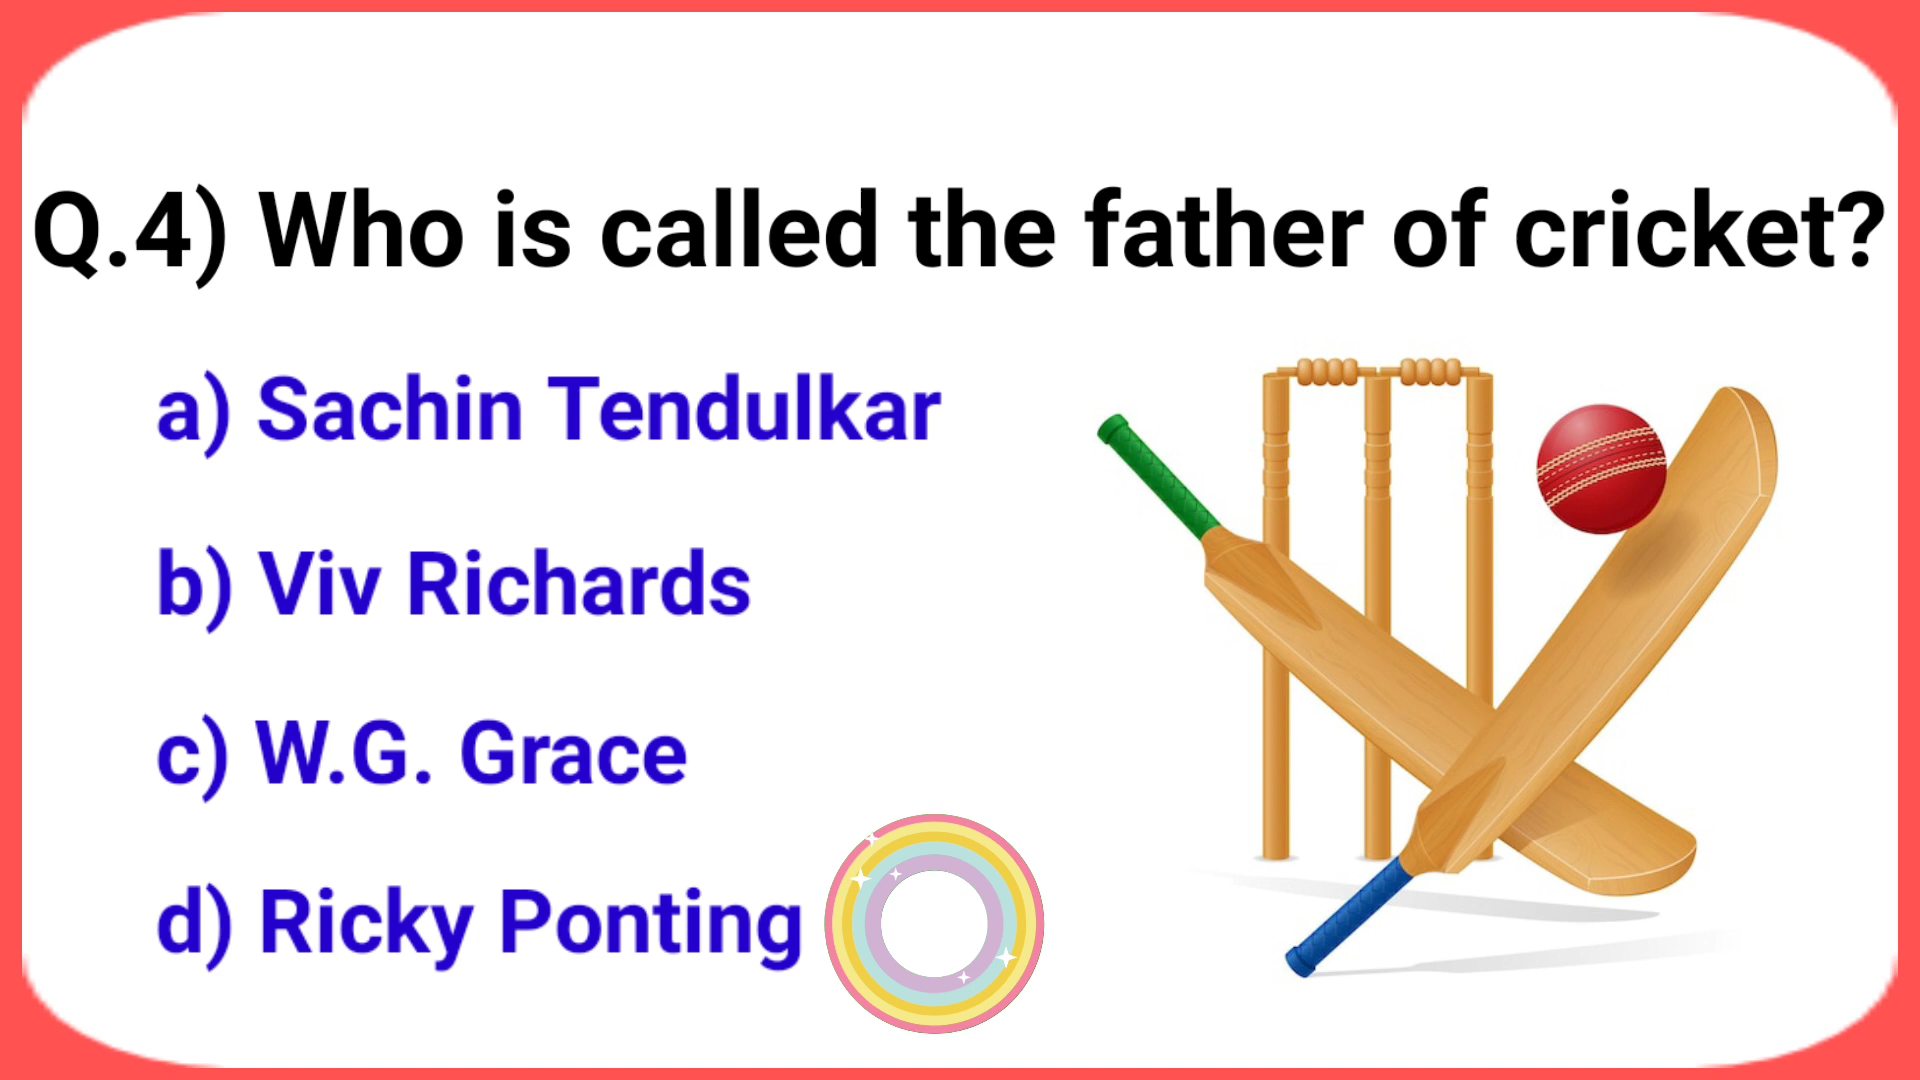 Q.4) Who is called the father of cricket?
a) Sachin Tendulkar
b) Viv Richards
c) W.G. Grace
d) Ricky Ponting